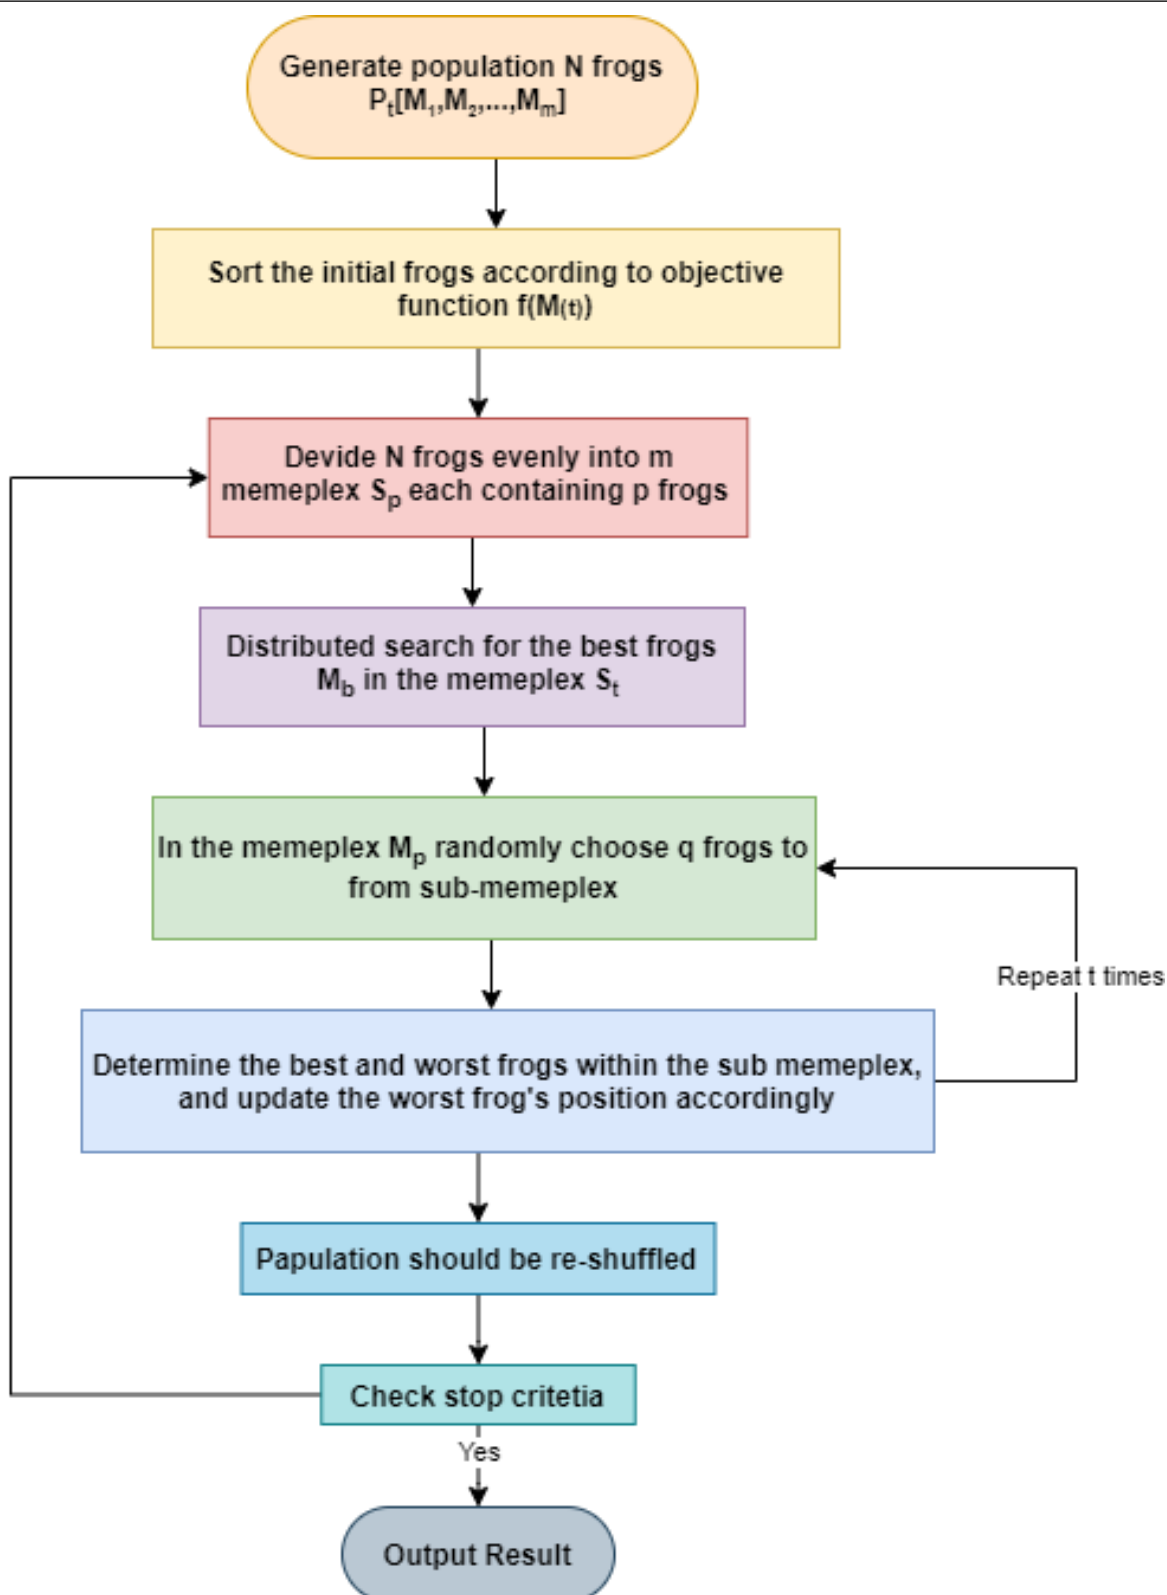 Generate population N frogs
Pt[M1,M2,...,Mm]
Sort the initial frogs according to objective
function f(M(t))
Devide N frogs evenly into m
memeplex Sp each containing p frogs
Distributed search for the best frogs
Mb in the memeplex St
In the memeplex Mp randomly choose q frogs to
from sub-memeplex
Repeat t times
Determine the best and worst frogs within the sub memeplex,
and update the worst frog's position accordingly
Papulation should be re-shuffled
Check stop critetia
Yes
Output Result